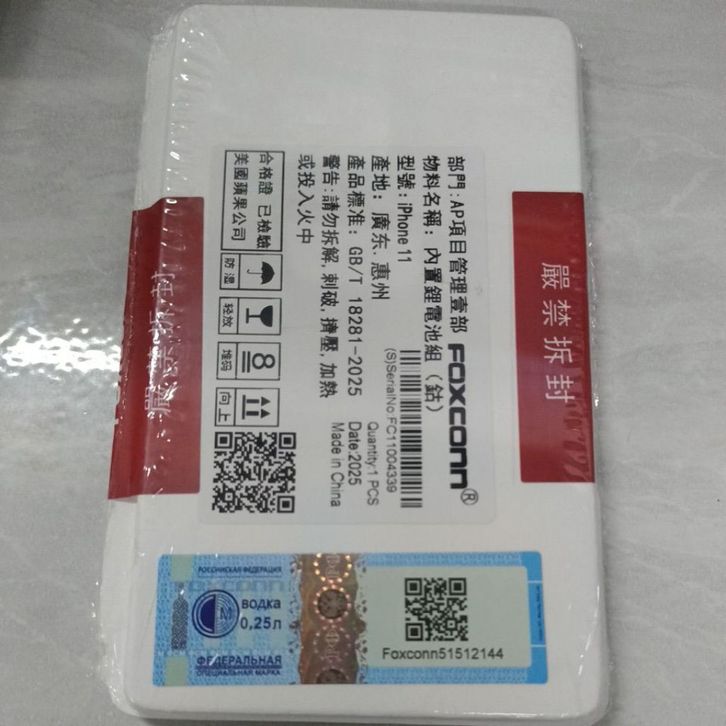 部門:AP項目管理壹部
FOXCONN®
物料名稱: 內置鋰電池組(鈷)
型號: iPhone 11
(S)SerialNo:FC11004339
產地: 廣东.惠州
Quantity:1 PCS
產品標准: GB/T 18281-2025
Date:2025
警告:請勿拆解,刺破,擠壓,加熱
Made in China
或投入火中
合格證 已檢驗
美國蘋果公司
防濕
轻放
8
堆码
向上
嚴禁拆封
嚴禁拆封
РОССИЙСКАЯ ФЕДЕРАЦИЯ
FOXCONN
М
водка
0,25л
ФЕДЕРАЛЬНАЯ
СПЕЦИАЛЬНАЯ МАРКА
Foxconn51512144